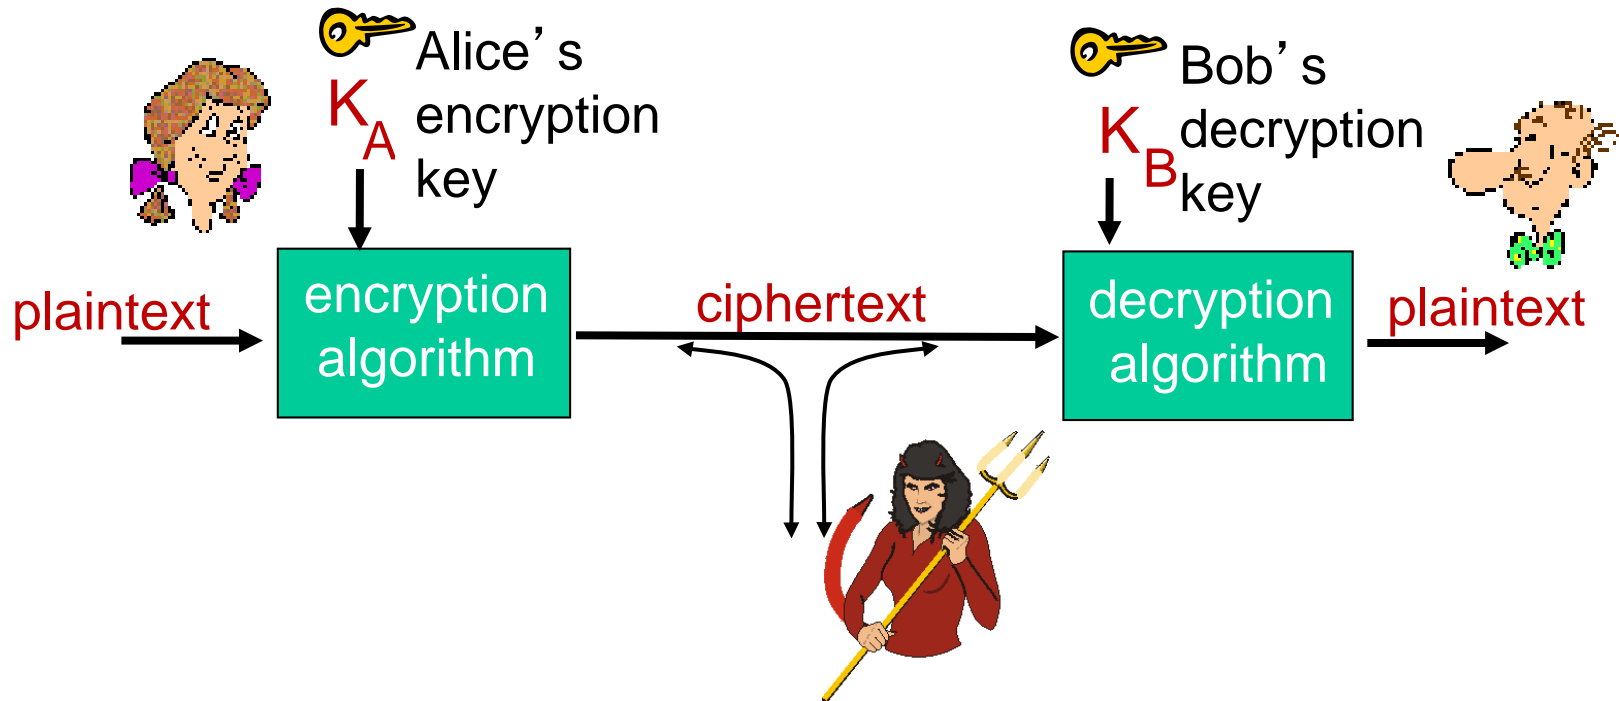 Alice’s
encryption
key
K
A
Bob’s
decryption
key
K
B
plaintext
encryption
algorithm
ciphertext
decryption
algorithm
plaintext